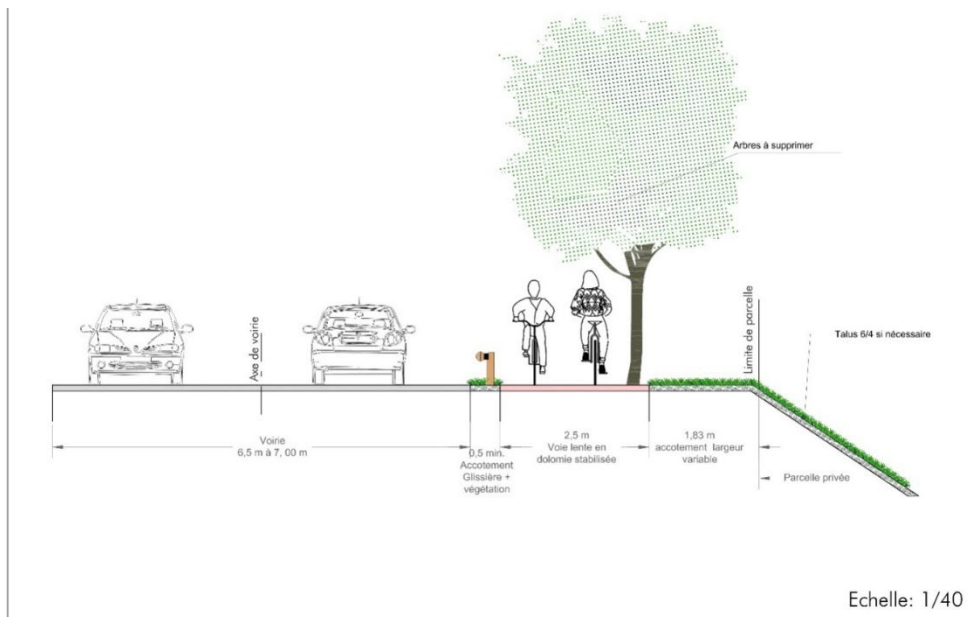 Arbres à supprimer
Axe de voirie
Limite de parcelle
Talus 6/4 si nécessaire
Voirie
6,5 m à 7, 00 m
0,5 min.
Accotement
Glissière +
végétation
2,5 m
Voie lente en
dolomie stabilisée
1,83 m
accotement largeur
variable
Parcelle privée
Echelle: 1/40